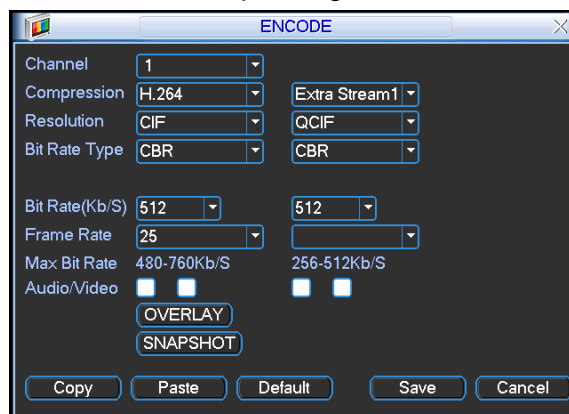 ENCODE
Channel 1
Compression H.264 Extra Stream1
Resolution CIF QCIF
Bit Rate Type CBR CBR
Bit Rate(Kb/S) 512 512
Frame Rate 25
Max Bit Rate 480-760Kb/S 256-512Kb/S
Audio/Video
OVERLAY
SNAPSHOT
Copy Paste Default Save Cancel